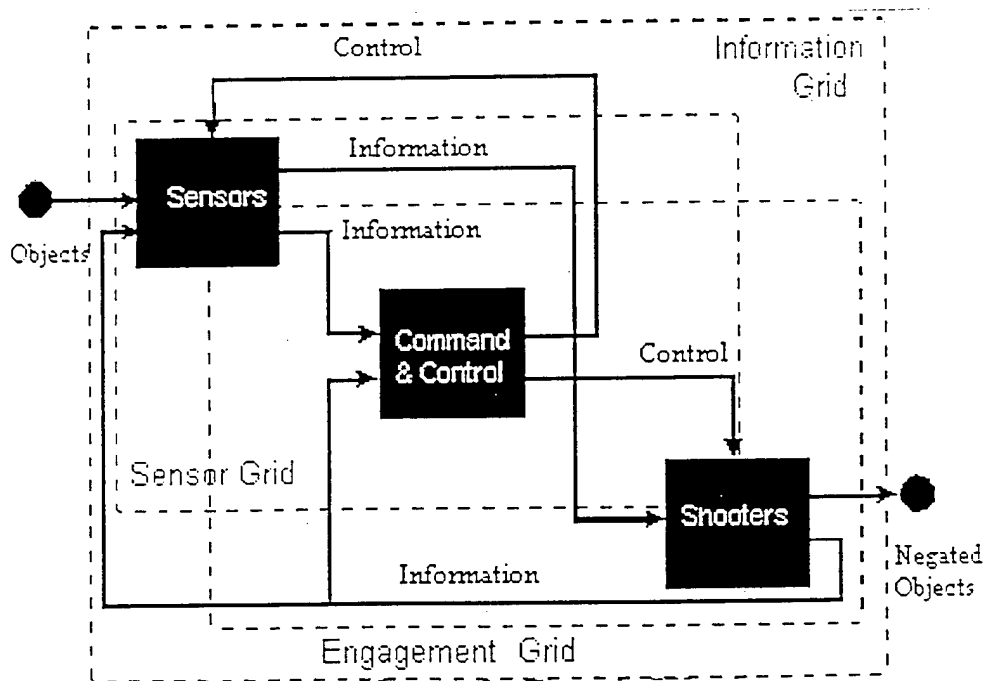 Control
Information
Grid
Information
Sensors
Information
Objects
Command
& Control
Control
Sensor Grid
Shooters
Information
Negated
Objects
Engagement Grid